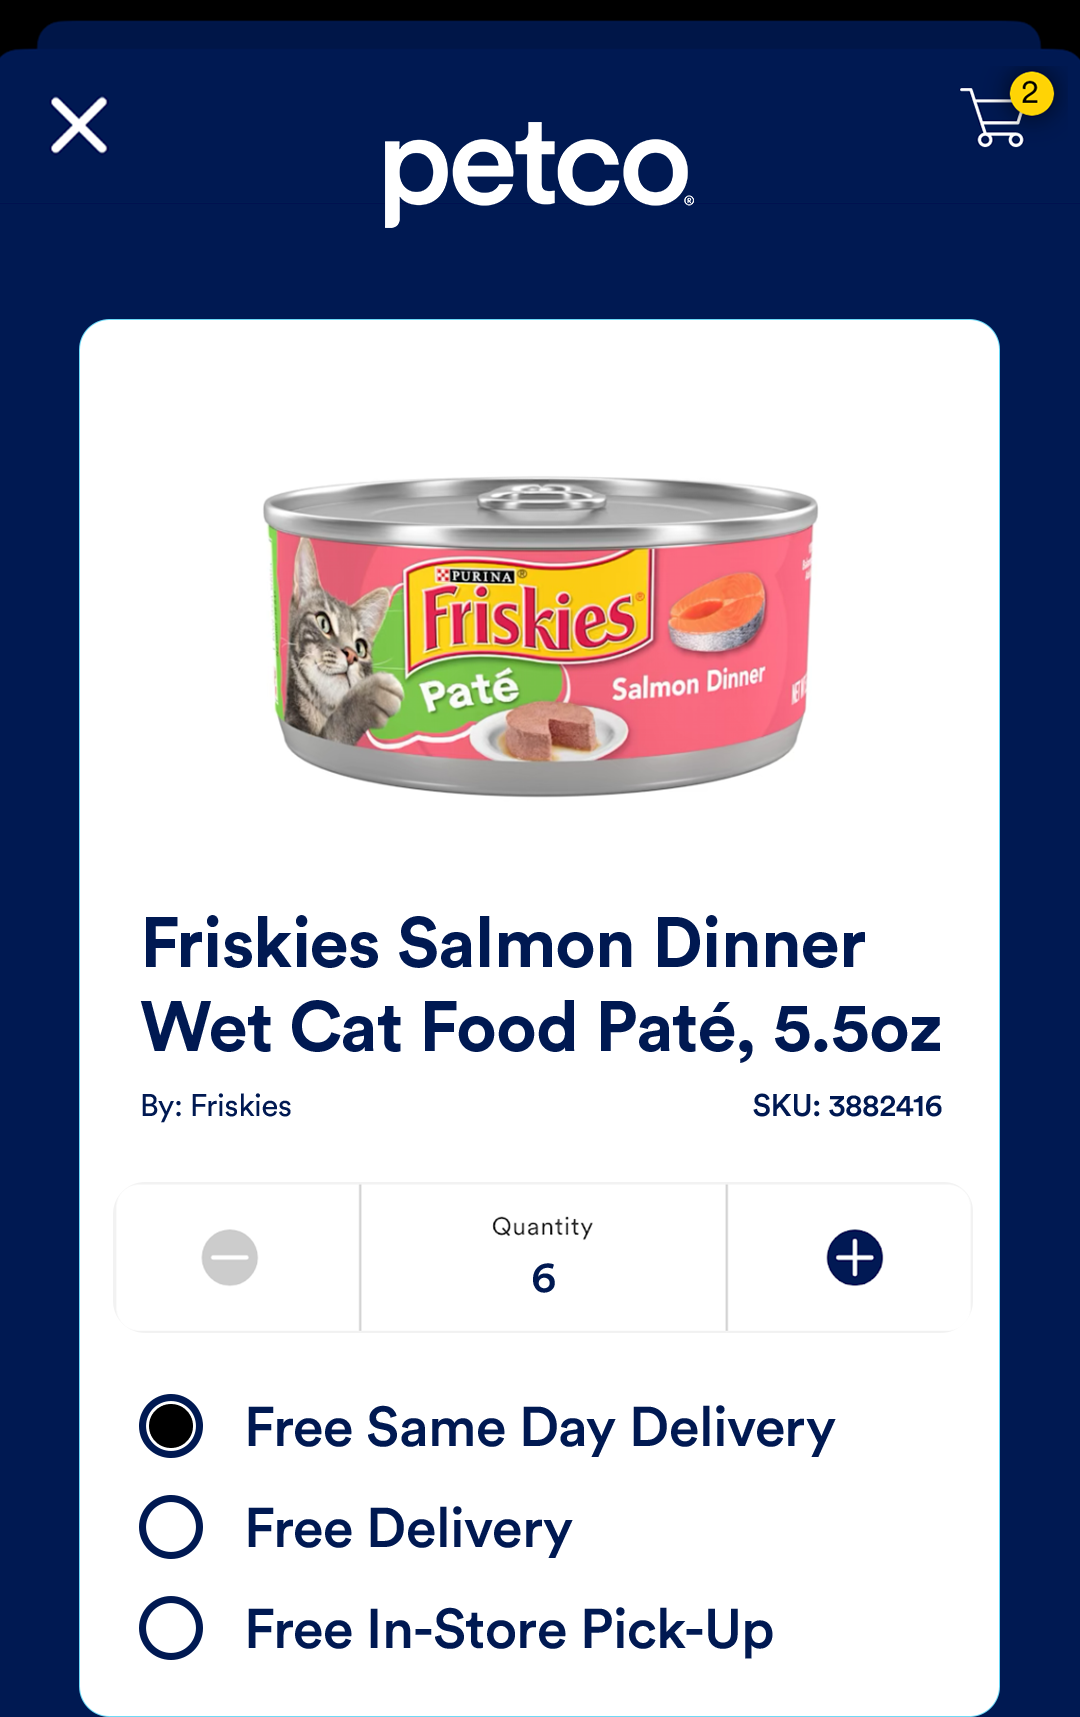 2
petco®
PURINA®
Friskies®
Paté
Salmon Dinner
Friskies Salmon Dinner
Wet Cat Food Paté, 5.5oz
By: Friskies
SKU: 3882416
Quantity
6
Free Same Day Delivery
Free Delivery
Free In-Store Pick-Up